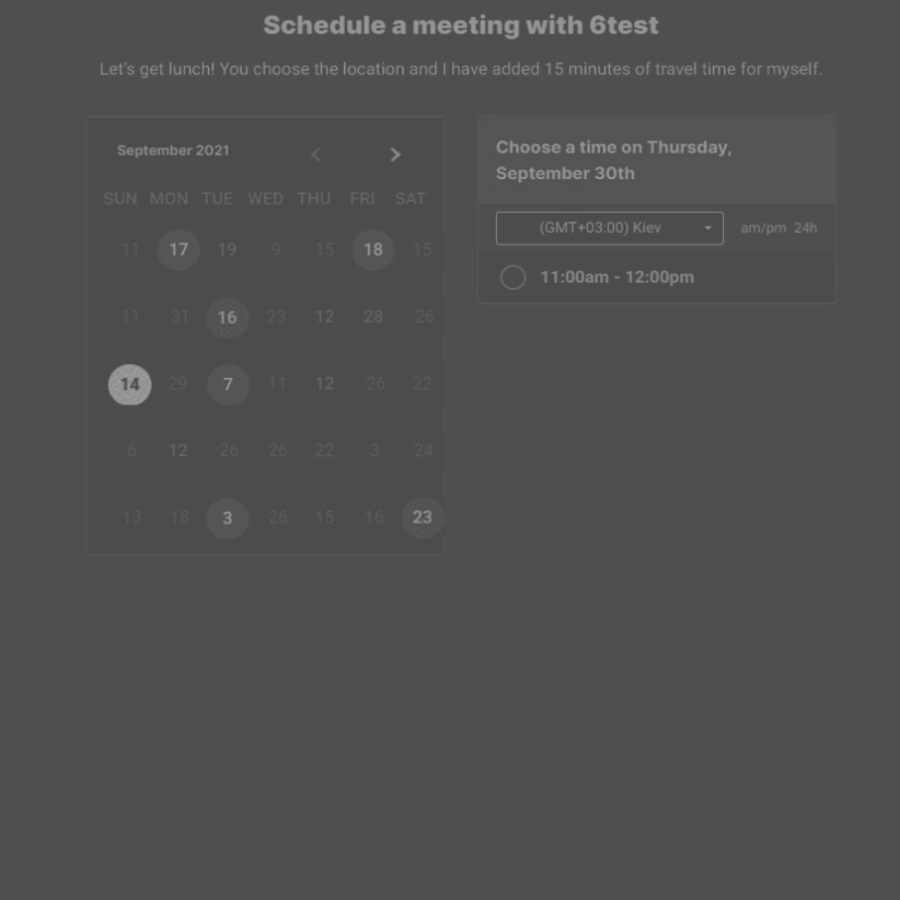 Schedule a meeting with 6test
Let's get lunch! You choose the location and I have added 15 minutes of travel time for myself.
September 2021
SUN MON TUE WED THU FRI SAT
11 17 19 9 15 18 15
11 31 16 23 12 28 26
14 29 7 11 12 26 22
6 12 26 26 22 3 24
13 18 3 26 15 16 23
Choose a time on Thursday,
September 30th
(GMT+03:00) Kiev am/pm 24h
11:00am - 12:00pm